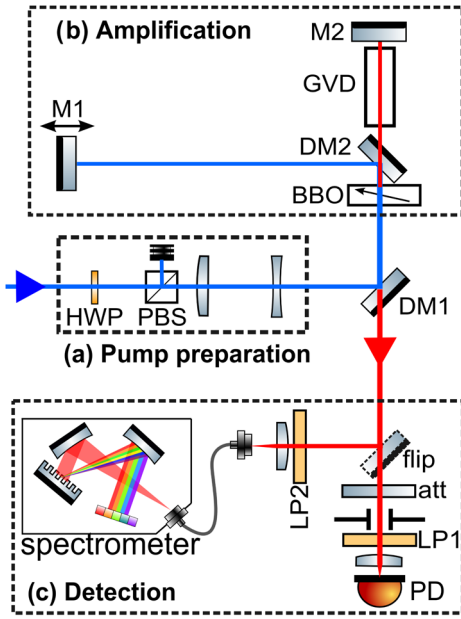 (b) Amplification
M2
GVD
M1
DM2
BBO
HWP
PBS
DM1
(a) Pump preparation
flip
att
LP2
LP1
spectrometer
PD
(c) Detection